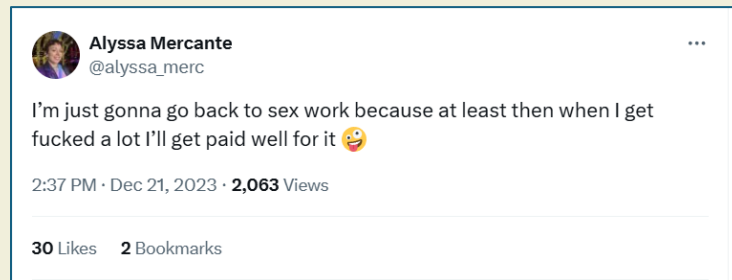 Alyssa Mercante
@alyssa_merc
I’m just gonna go back to sex work because at least then when I get
fucked a lot I’ll get paid well for it 🤪
2:37 PM · Dec 21, 2023 · 2,063 Views
30 Likes 2 Bookmarks